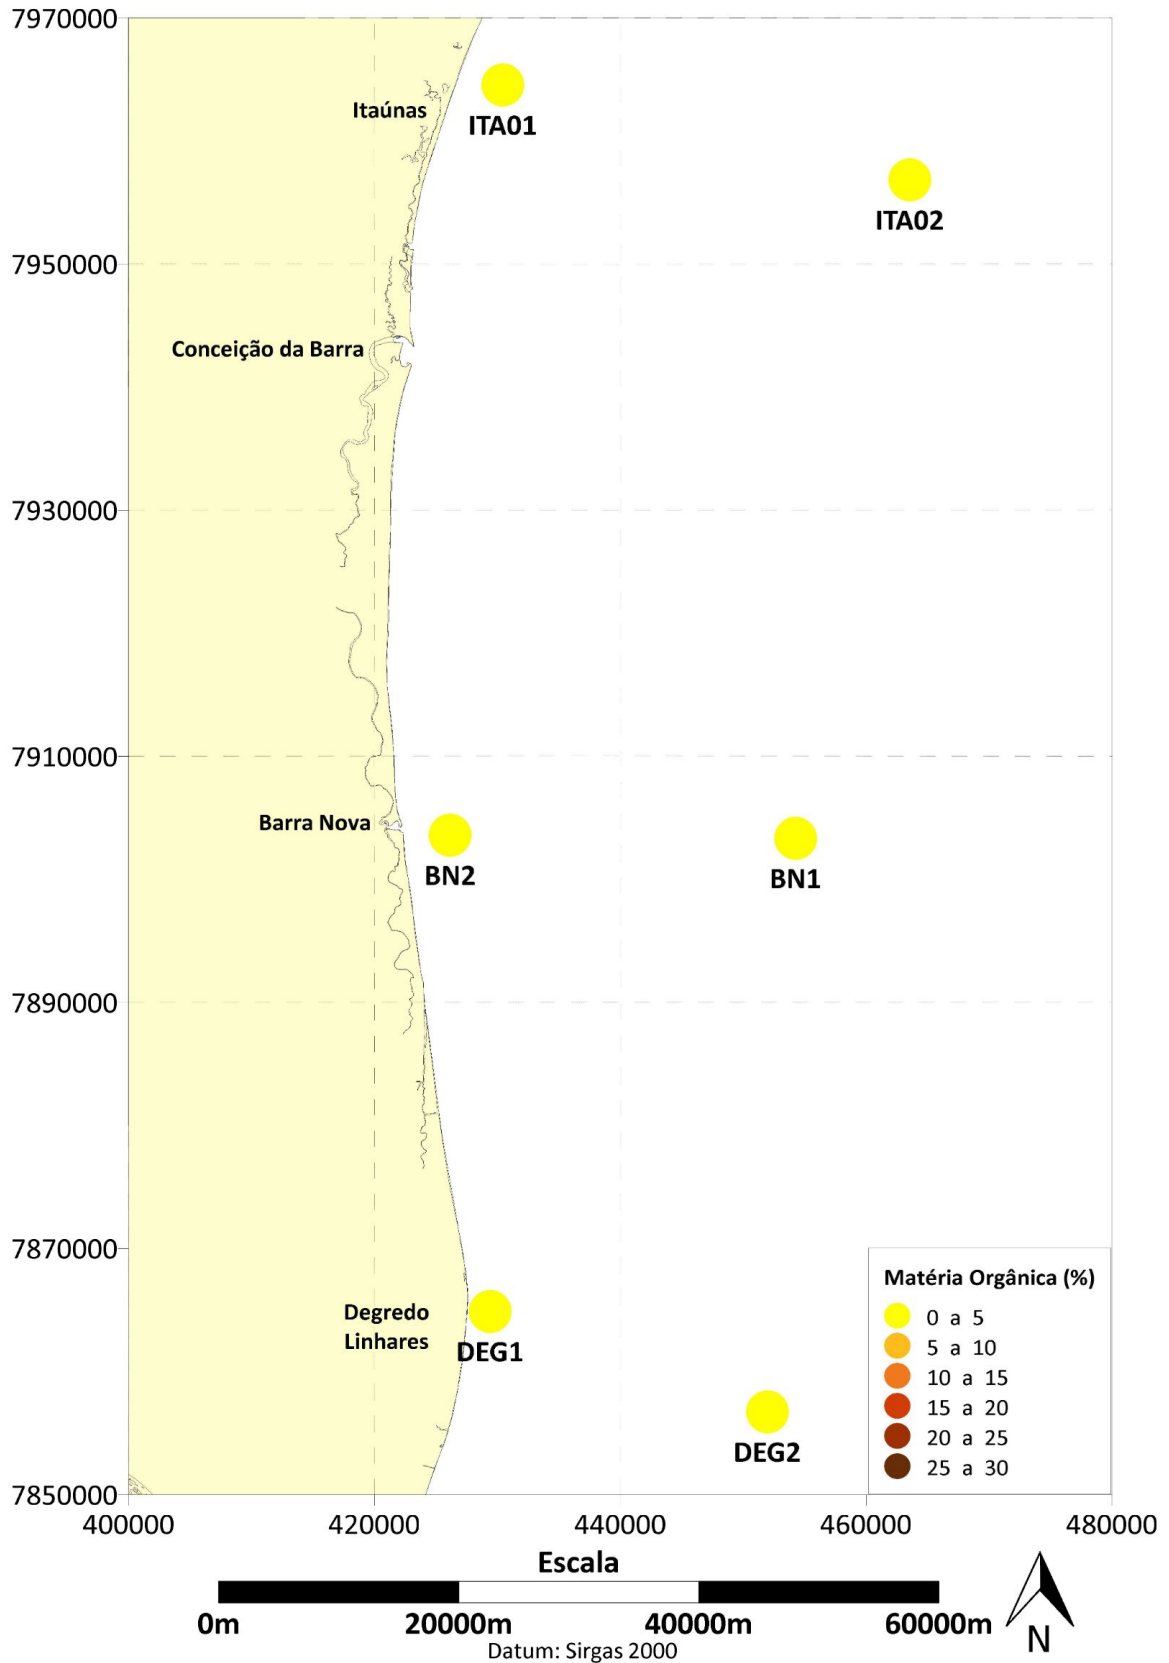 7970000
Itaúnas
ITA01
ITA02
7950000
Conceição da Barra
7930000
7910000
Barra Nova
BN2
BN1
7890000
7870000
Degredo
Linhares
DEG1
DEG2
Matéria Orgânica (%)
0 a 5
5 a 10
10 a 15
15 a 20
20 a 25
25 a 30
7850000
400000 420000 440000 460000 480000
Escala
0m 20000m 40000m 60000m
Datum: Sirgas 2000
N